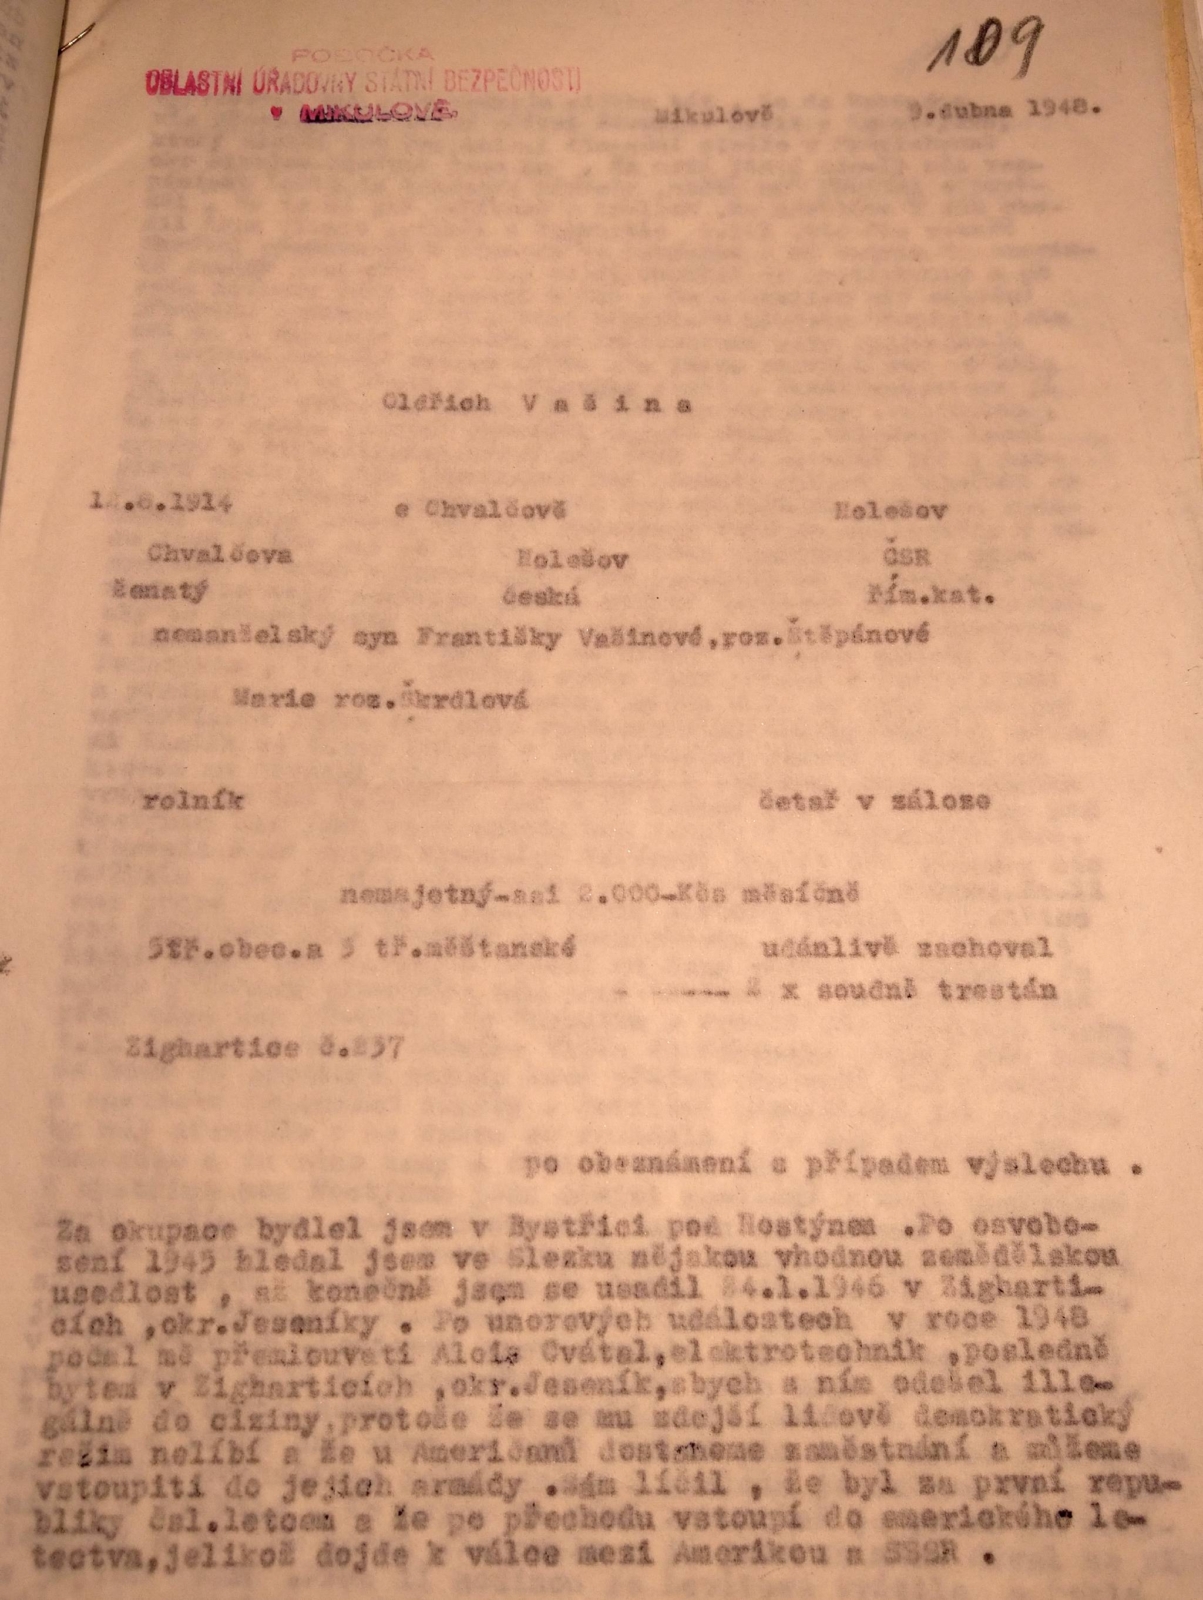 109
POBOČKA
OBLASTNÍ ÚŘADOVNY STÁTNÍ BEZPEČNOSTI
v MIKULOVĚ.
Mikulově 9.dubna 1948.
Oldřich V a š i n a
1 .6.1914 e Chvalčově Holešov
Chvalčova Holešov ČSR
ženatý česká řím.kat.
nemanželský syn Františky Vašinové,roz.Štěpánové
Marie roz.Škrdlová
rolník četař v záloze
nemajetný-asi 2.000-Kčs měsíčně
5tř.obec.a 3 tř.měštanské udánlivě zachoval
2 x soudně trestán
Zighartice č.237
po obeznámení s případem výslechu .
Za okupace bydlel jsem v Bystřici pod Hostýnem .Po osvobo-
zení 1945 hledal jsem ve Slezku nějakou vhodnou zemědělskou
usedlost , až konečně jsem se usadil 24.1.1946 v Zigharti-
cích ,okr.Jeseníky . Po unorových událostech v roce 1948
počal mě přemlouvati Alois Cvátal,elektrotechnik ,posledně
bytem v Zigharticích ,okr.Jeseník,abych s ním odešel ille-
gálně do ciziny,protože že se mu zdejší lidově demokratický
režim nelíbí a že u Američanů dostaneme zaměstnání a můžeme
vstoupiti do jejich armády .Sám líčil , že byl za první repu-
bliky čsl.letcem a že po přechodu vstoupí do amerického le-
tectva,jelikož dojde k válce mezi Amerikou a SSSR .